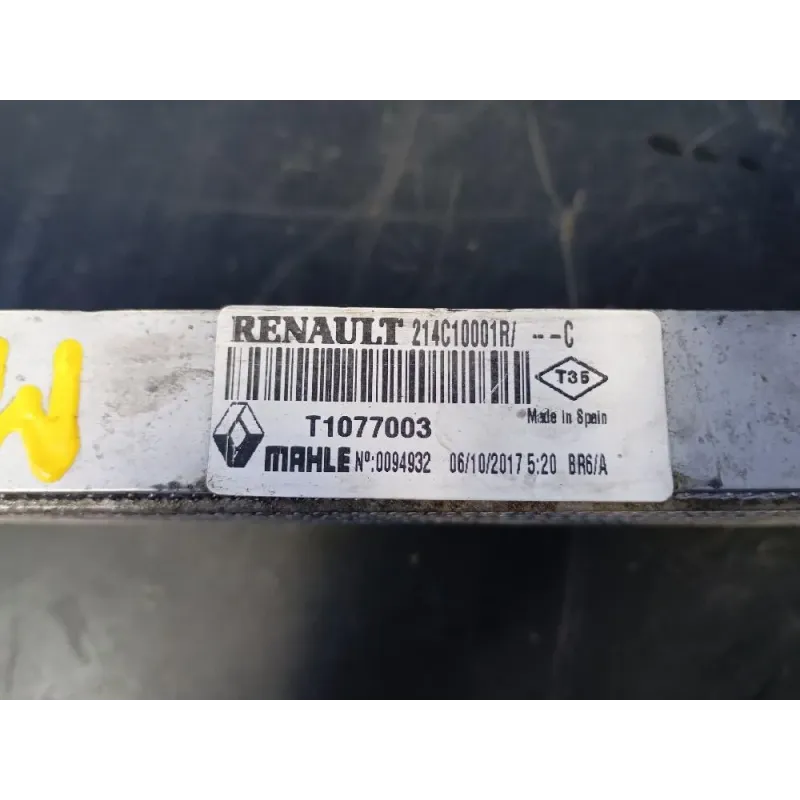 M
RENAULT 214C10001R/ -- -C
T35
Made in Spain
T1077003
MAHLE Nº:0094932 06/10/2017 5:20 BR6/A